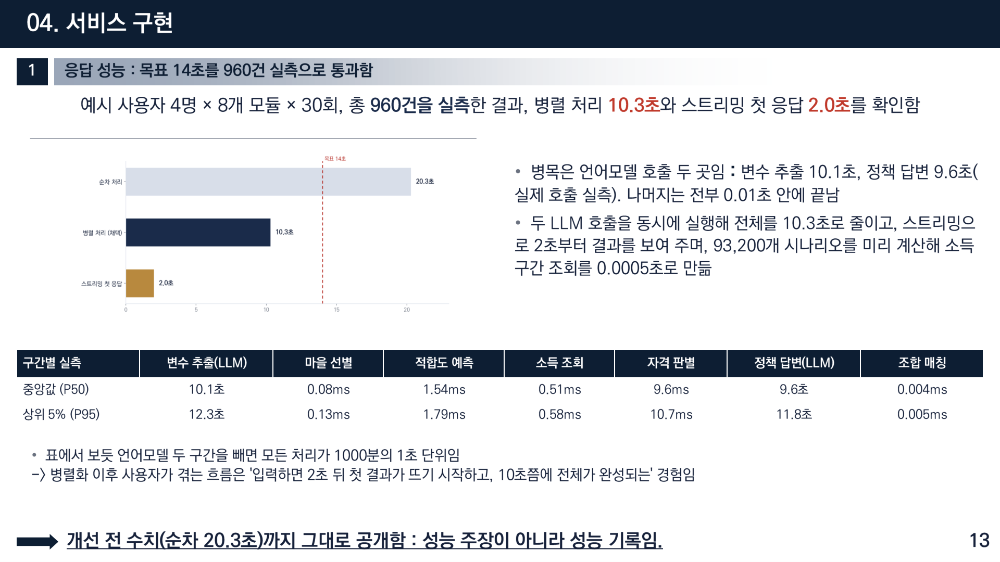 04. 서비스 구현
1 응답 성능 : 목표 14초를 960건 실측으로 통과함
예시 사용자 4명 × 8개 모듈 × 30회, 총 960건을 실측한 결과, 병렬 처리 10.3초와 스트리밍 첫 응답 2.0초를 확인함
목표 14초
순차 처리 20.3초
병렬 처리 (채택) 10.3초
스트리밍 첫 응답 2.0초
0 5 10 15 20
• 병목은 언어모델 호출 두 곳임 : 변수 추출 10.1초, 정책 답변 9.6초(
실제 호출 실측). 나머지는 전부 0.01초 안에 끝남
• 두 LLM 호출을 동시에 실행해 전체를 10.3초로 줄이고, 스트리밍으
로 2초부터 결과를 보여 주며, 93,200개 시나리오를 미리 계산해 소득
구간 조회를 0.0005초로 만듦
구간별 실측 변수 추출(LLM) 마을 선별 적합도 예측 소득 조회 자격 판별 정책 답변(LLM) 조합 매칭
중앙값 (P50) 10.1초 0.08ms 1.54ms 0.51ms 9.6ms 9.6초 0.004ms
상위 5% (P95) 12.3초 0.13ms 1.79ms 0.58ms 10.7ms 11.8초 0.005ms
• 표에서 보듯 언어모델 두 구간을 빼면 모든 처리가 1000분의 1초 단위임
-> 병렬화 이후 사용자가 겪는 흐름은 '입력하면 2초 뒤 첫 결과가 뜨기 시작하고, 10초쯤에 전체가 완성되는' 경험임
개선 전 수치(순차 20.3초)까지 그대로 공개함 : 성능 주장이 아니라 성능 기록임.
13